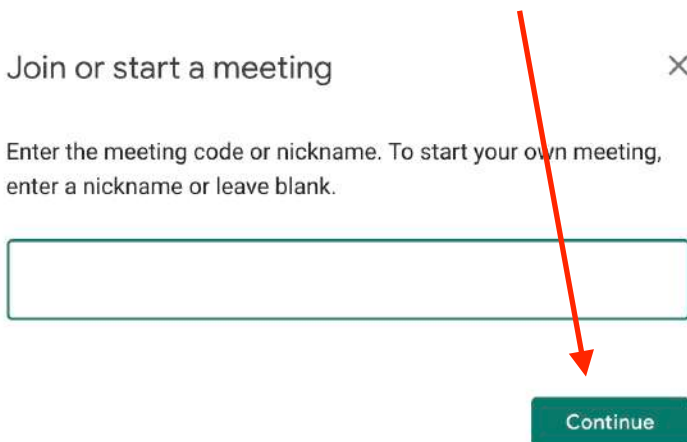 Join or start a meeting
Enter the meeting code or nickname. To start your own meeting,
enter a nickname or leave blank.
Continue